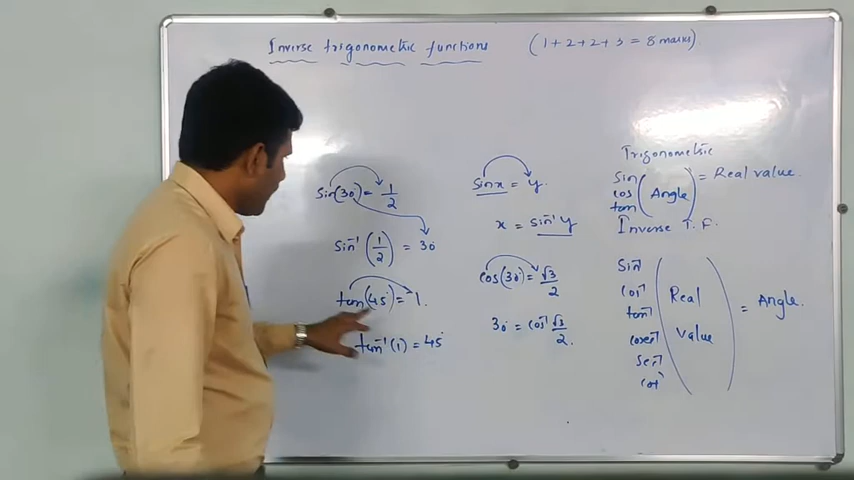 Inverse trigonometric functions (1+2+2+3 = 8 marks)
sin(30°) = 1/2
sin⁻¹(1/2) = 30°
tan(45°) = 1.
tan⁻¹(1) = 45°
sin x = y.
x = sin⁻¹ y
cos(30°) = √3/2
30° = cos⁻¹ √3/2.
Trigonometric
sin
cos (Angle) = Real value.
tan
Inverse T. F.
sin⁻¹
cos⁻¹ (Real
tan⁻¹
cosec⁻¹ value) = Angle.
sec⁻¹
cot⁻¹